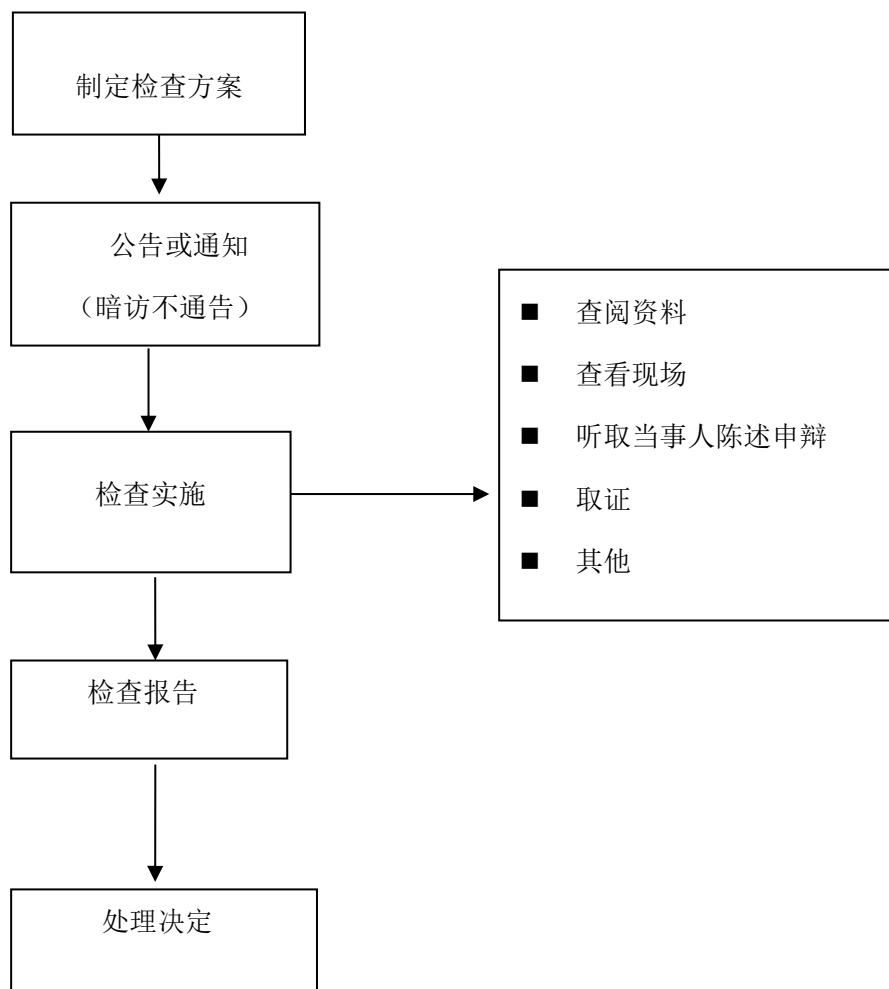 制定检查方案
公告或通知
（暗访不通告）
■ 查阅资料
■ 查看现场
■ 听取当事人陈述申辩
■ 取证
■ 其他
检查实施
检查报告
处理决定